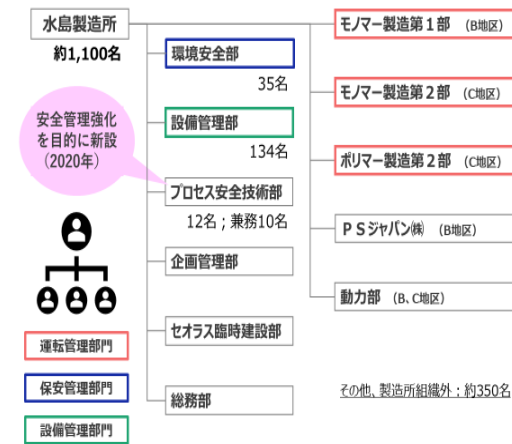 水島製造所
約1,100名
安全管理強化
を目的に新設
（2020年）
環境安全部
35名
設備管理部
134名
プロセス安全技術部
12名；兼務10名
企画管理部
セオラス臨時建設部
総務部
モノマー製造第１部 （B地区）
モノマー製造第２部 （C地区）
ポリマー製造第２部 （C地区）
ＰＳジャパン㈱ （B地区）
動力部 （B、C地区）
運転管理部門
保安管理部門
設備管理部門
その他、製造所組織外：約350名